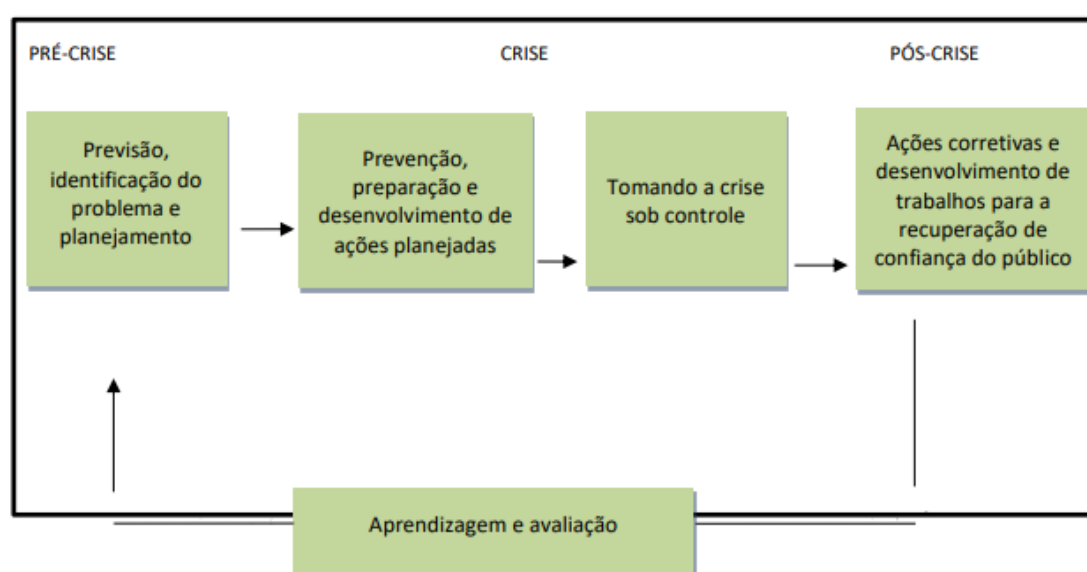 PRÉ-CRISE
CRISE
PÓS-CRISE
Previsão,
identificação do
problema e
planejamento
Prevenção,
preparação e
desenvolvimento de
ações planejadas
Tomando a crise
sob controle
Ações corretivas e
desenvolvimento de
trabalhos para a
recuperação de
confiança do público
Aprendizagem e avaliação